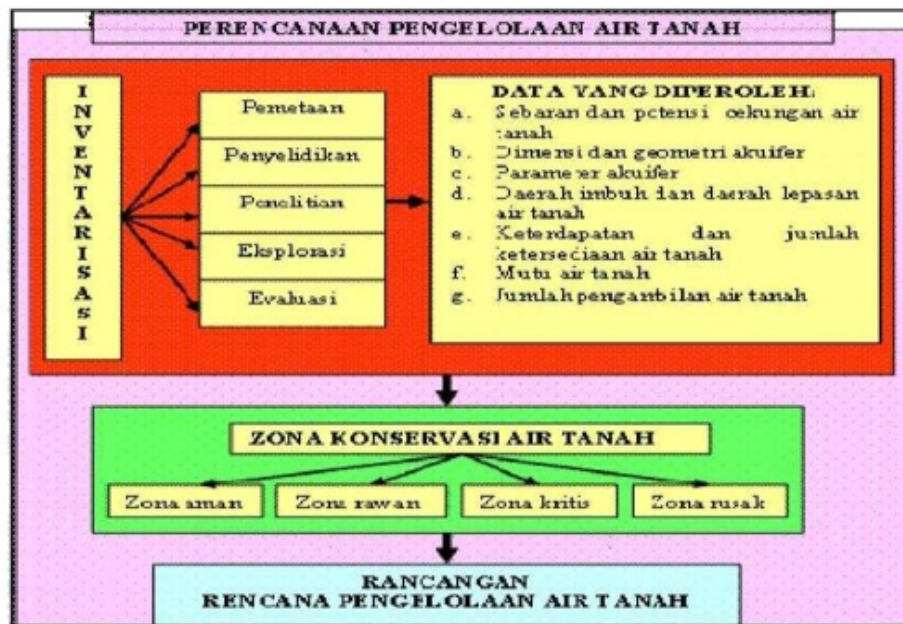 PERENCANAAN PENGELOLAAN AIR TANAH
INVENTARISASI
Pemetaan
Penyelidikan
Penelitian
Eksplorasi
Evaluasi
DATA YANG DIPEROLEH:
a. Sebaran dan potensi cekungan air
tanah
b. Dimensi dan geometri akuifer
c. Parameter akuifer
d. Daerah imbuh dan daerah lepasan
air tanah
e. Keterdapatan dan jumlah
ketersediaan air tanah
f. Mutu air tanah
g. Jumlah pengambilan air tanah
ZONA KONSERVASI AIR TANAH
Zona aman
Zona rawan
Zona kritis
Zona rusak
RANCANGAN
RENCANA PENGELOLAAN AIR TANAH